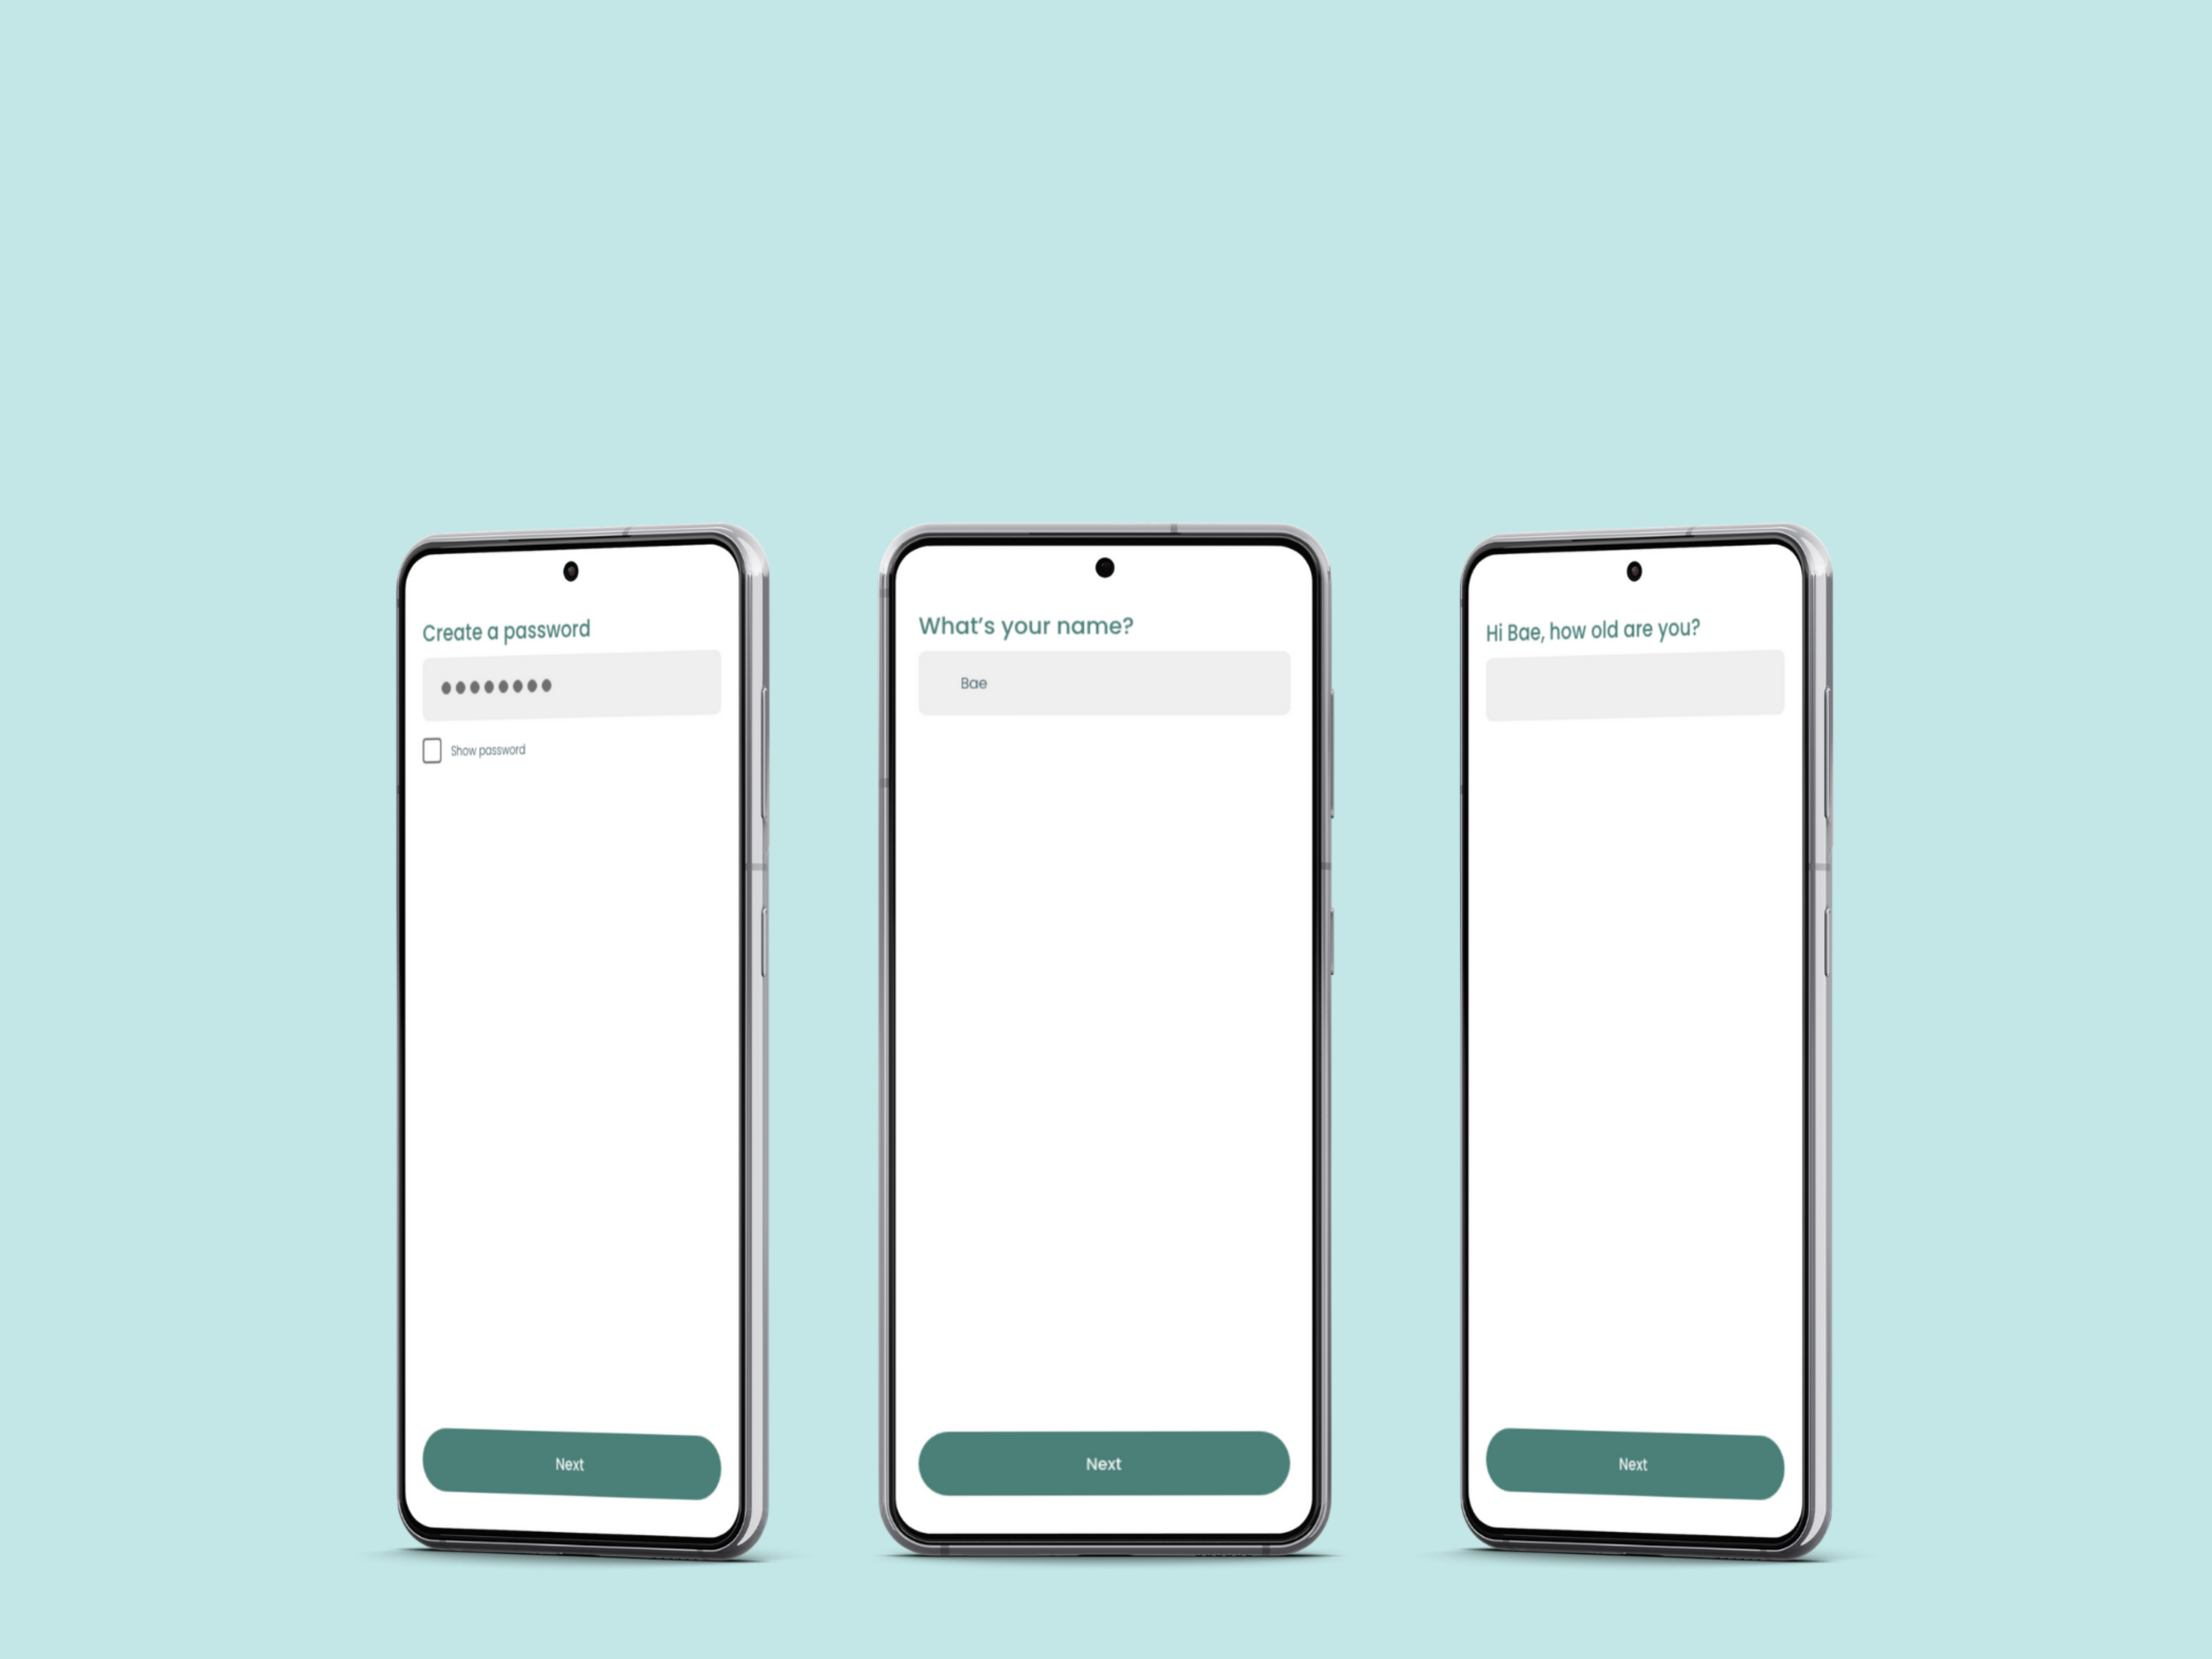 Create a password
●●●●●●●●
Show password
Next
What's your name?
Bae
Next
Hi Bae, how old are you?
Next